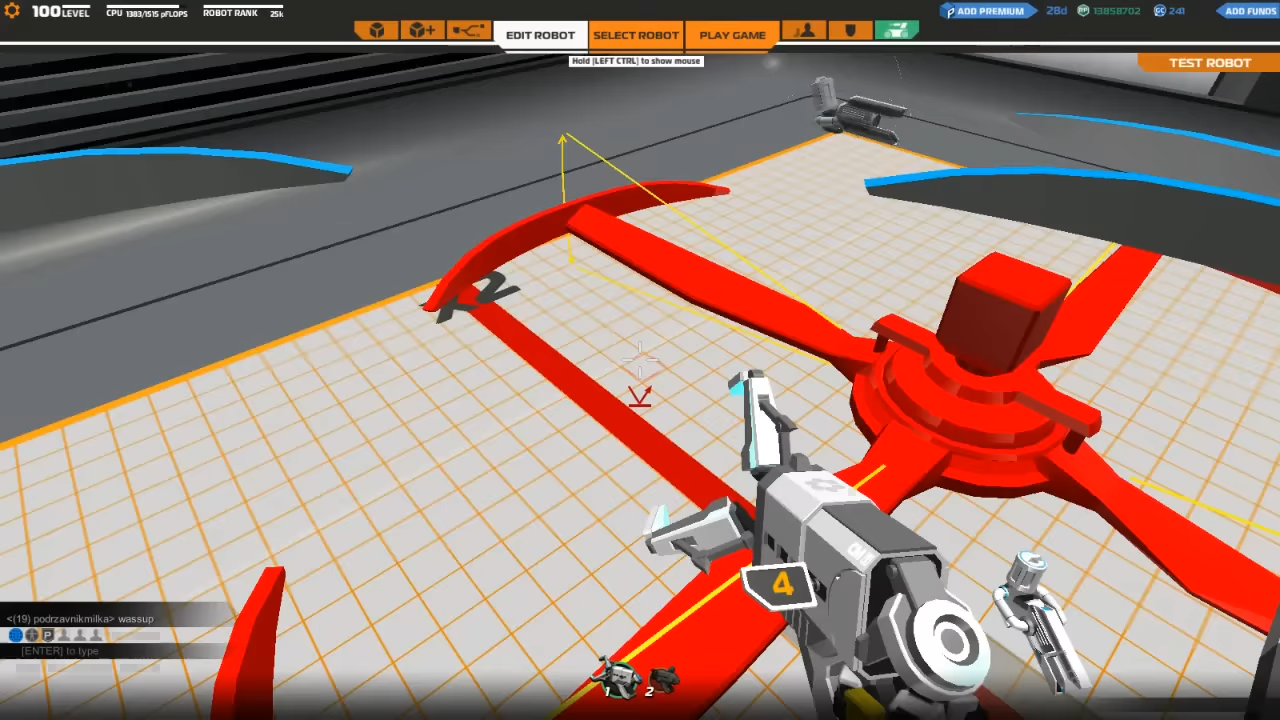 100 LEVEL
CPU 1383/1515 pFLOPS
ROBOT RANK 25k
EDIT ROBOT
SELECT ROBOT
PLAY GAME
ADD PREMIUM
28d
13858702
GC 241
ADD FUNDS
Hold [LEFT CTRL] to show mouse
TEST ROBOT
4
<(19) podrzavnikmilka> wassup
P
[ENTER] to type
1
2